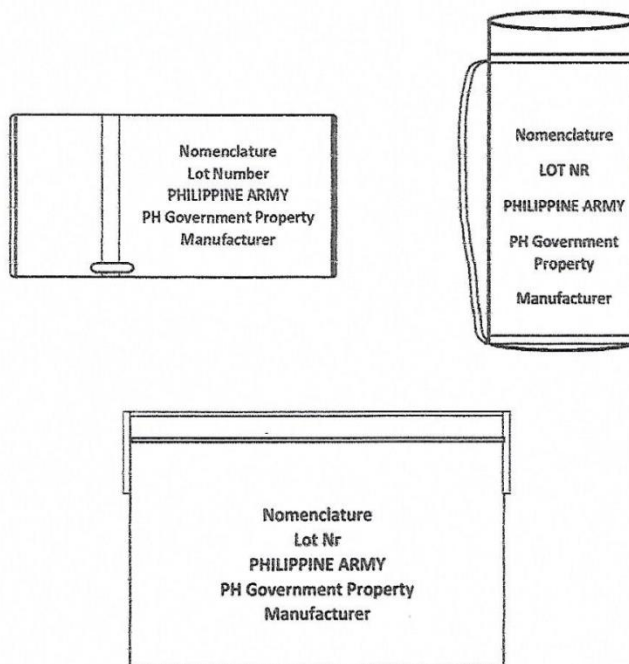 Nomenclature
Lot Number
PHILIPPINE ARMY
PH Government Property
Manufacturer
Nomenclature
LOT NR
PHILIPPINE ARMY
PH Government
Property
Manufacturer
Nomenclature
Lot Nr
PHILIPPINE ARMY
PH Government Property
Manufacturer